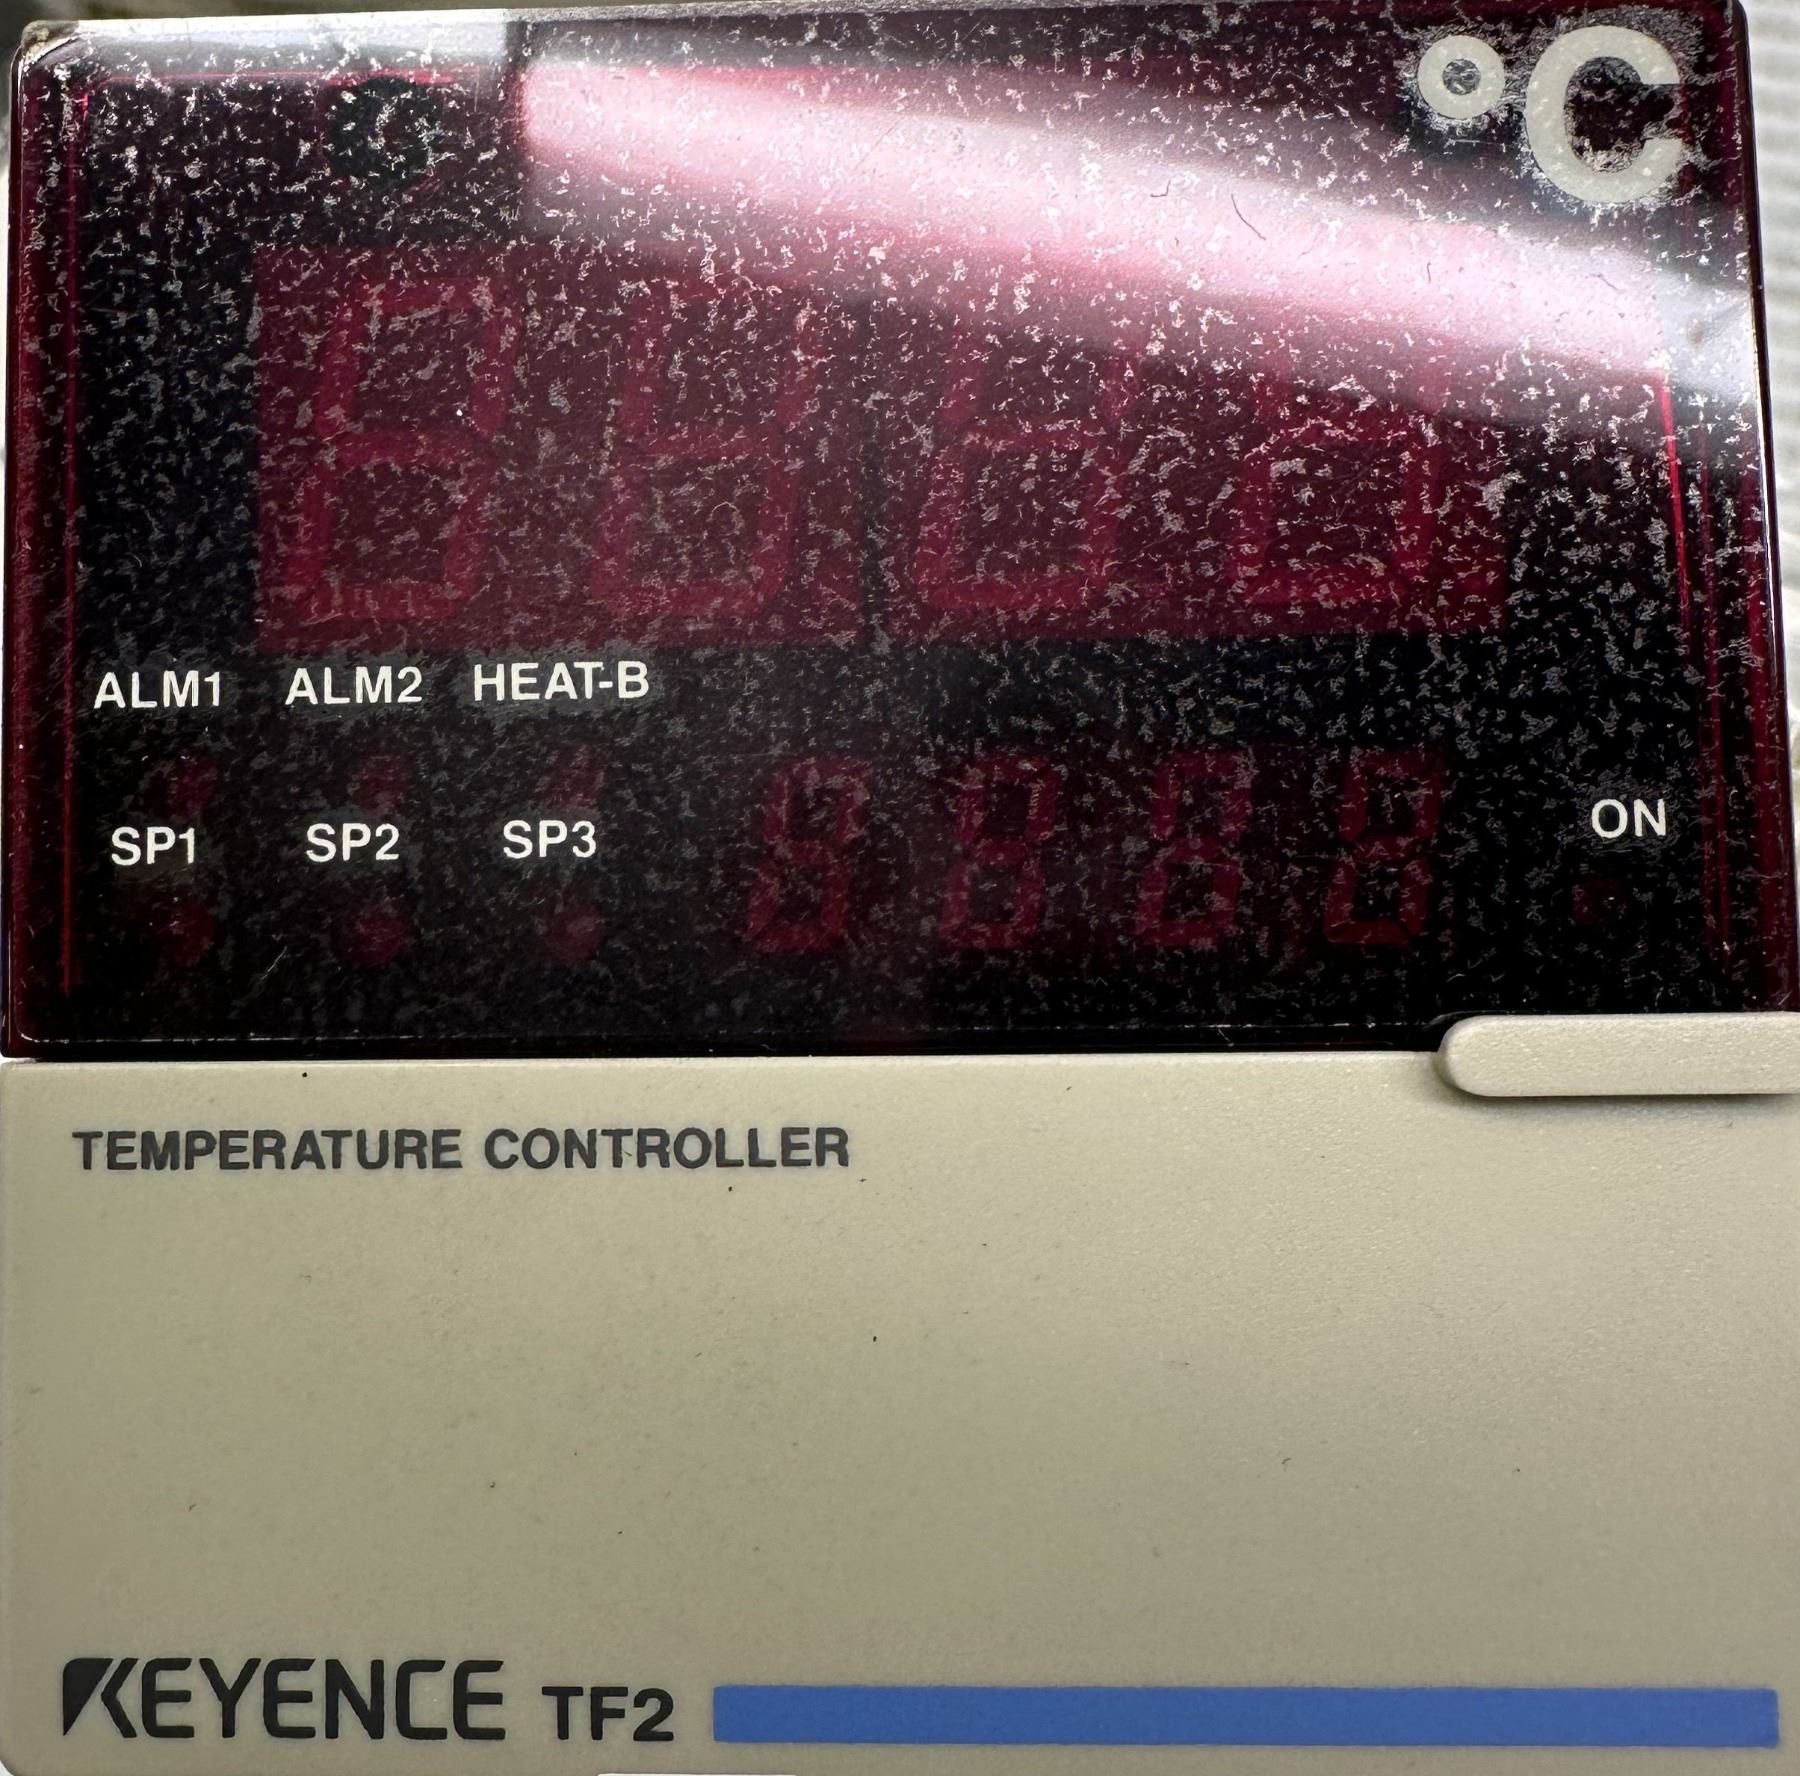 °C
ALM1 ALM2 HEAT-B
SP1 SP2 SP3
ON
TEMPERATURE CONTROLLER
KEYENCE TF2